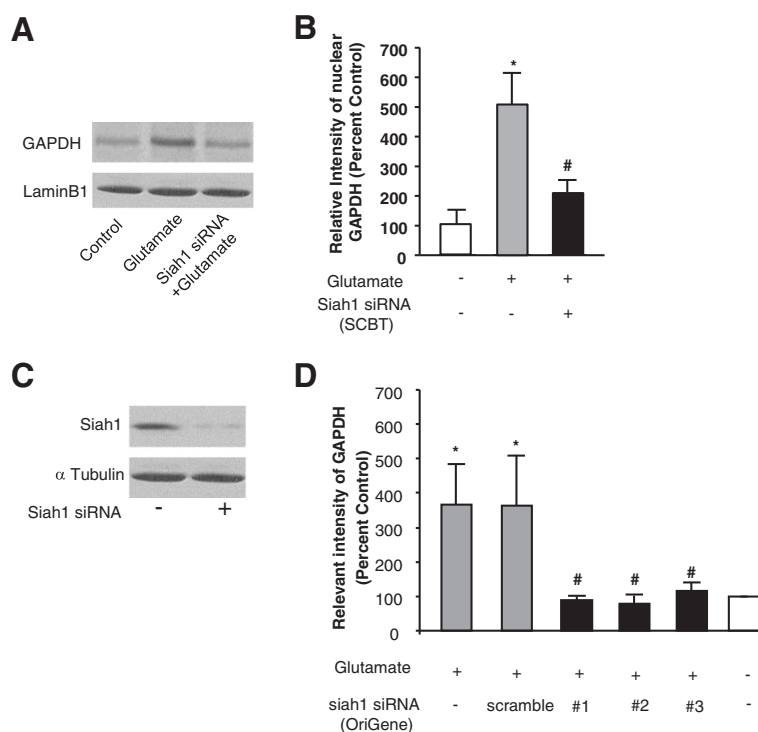 A
GAPDH
LaminB1
Control
Glutamate
Siah1 siRNA
+Glutamate
B
Relative Intensity of nuclear
GAPDH (Percent Control)
700
600
500
400
300
200
100
0
*
#
Glutamate - + +
Siah1 siRNA
(SCBT) - - +
C
Siah1
α Tubulin
Siah1 siRNA - +
D
Relevant intensity of GAPDH
(Percent Control)
700
600
500
400
300
200
100
0
* * # # #
Glutamate + + + + + -
siah1 siRNA - scramble #1 #2 #3 -
(OriGene)